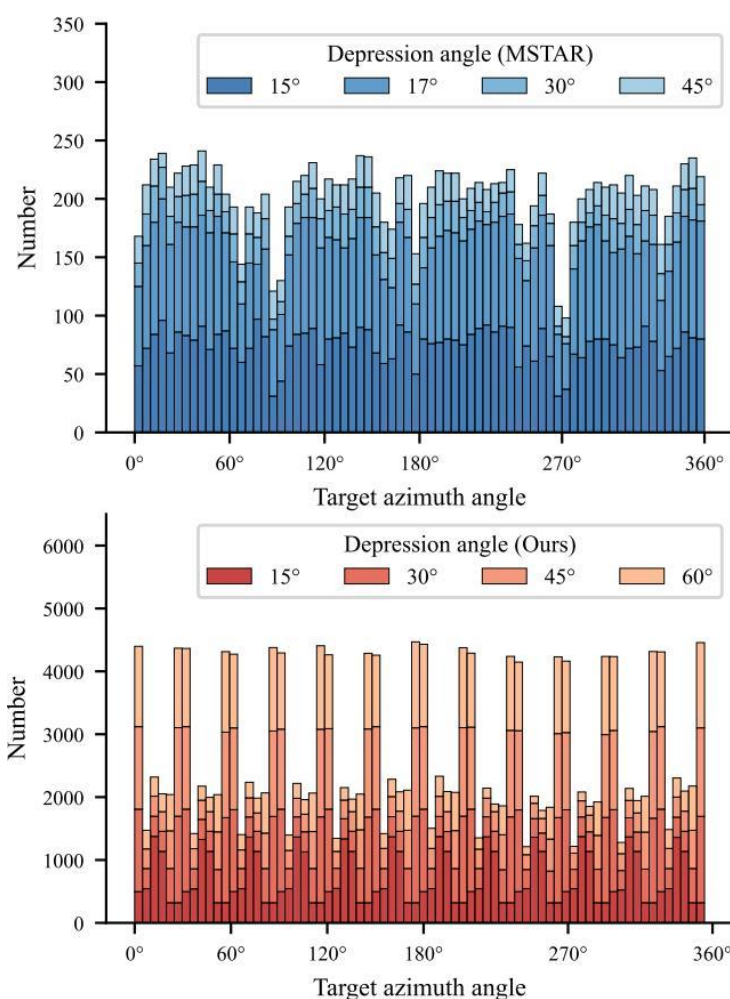 350
300
250
200
150
100
50
0
Number
Depression angle (MSTAR)
15° 17° 30° 45°
0° 60° 120° 180° 270° 360°
Target azimuth angle
6000
5000
4000
3000
2000
1000
0
Number
Depression angle (Ours)
15° 30° 45° 60°
0° 60° 120° 180° 270° 360°
Target azimuth angle